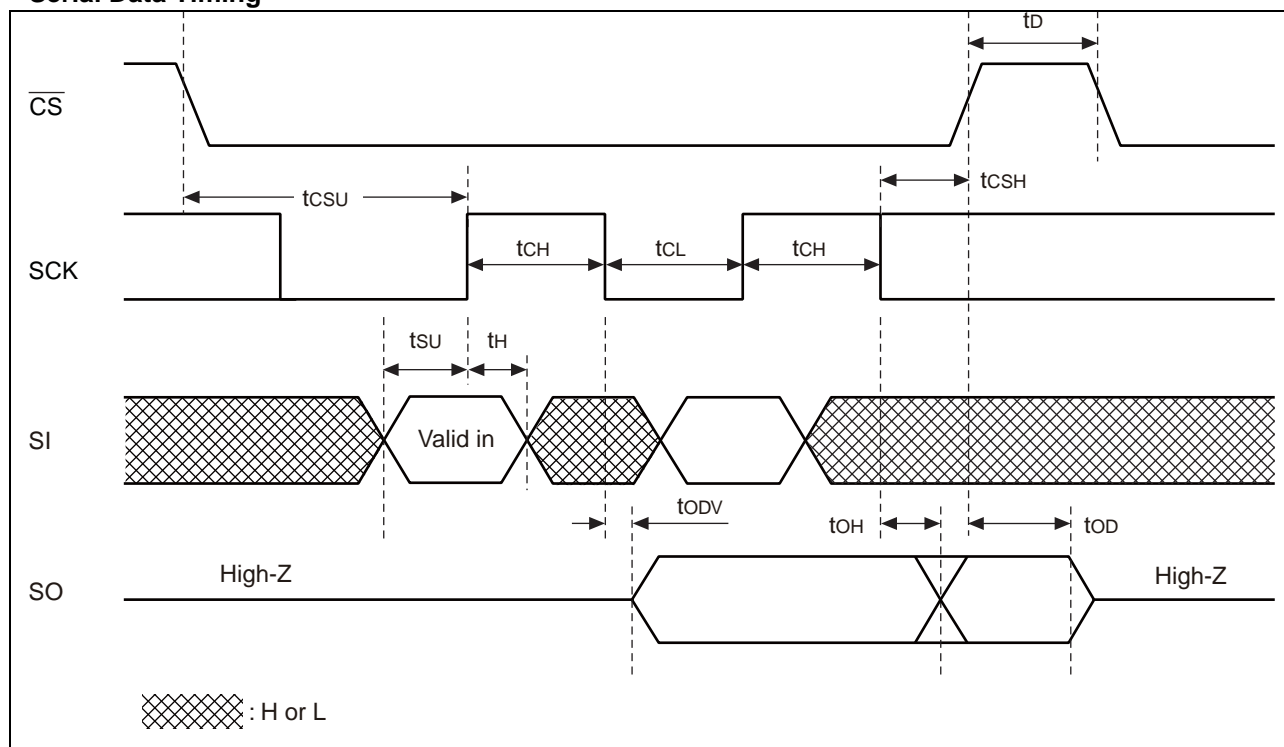 Serial Data Timing
tD
CS
tCSU
tCSH
SCK
tCH
tCL
tCH
tSU
tH
SI
Valid in
tODV
tOH
tOD
SO
High-Z
High-Z
: H or L